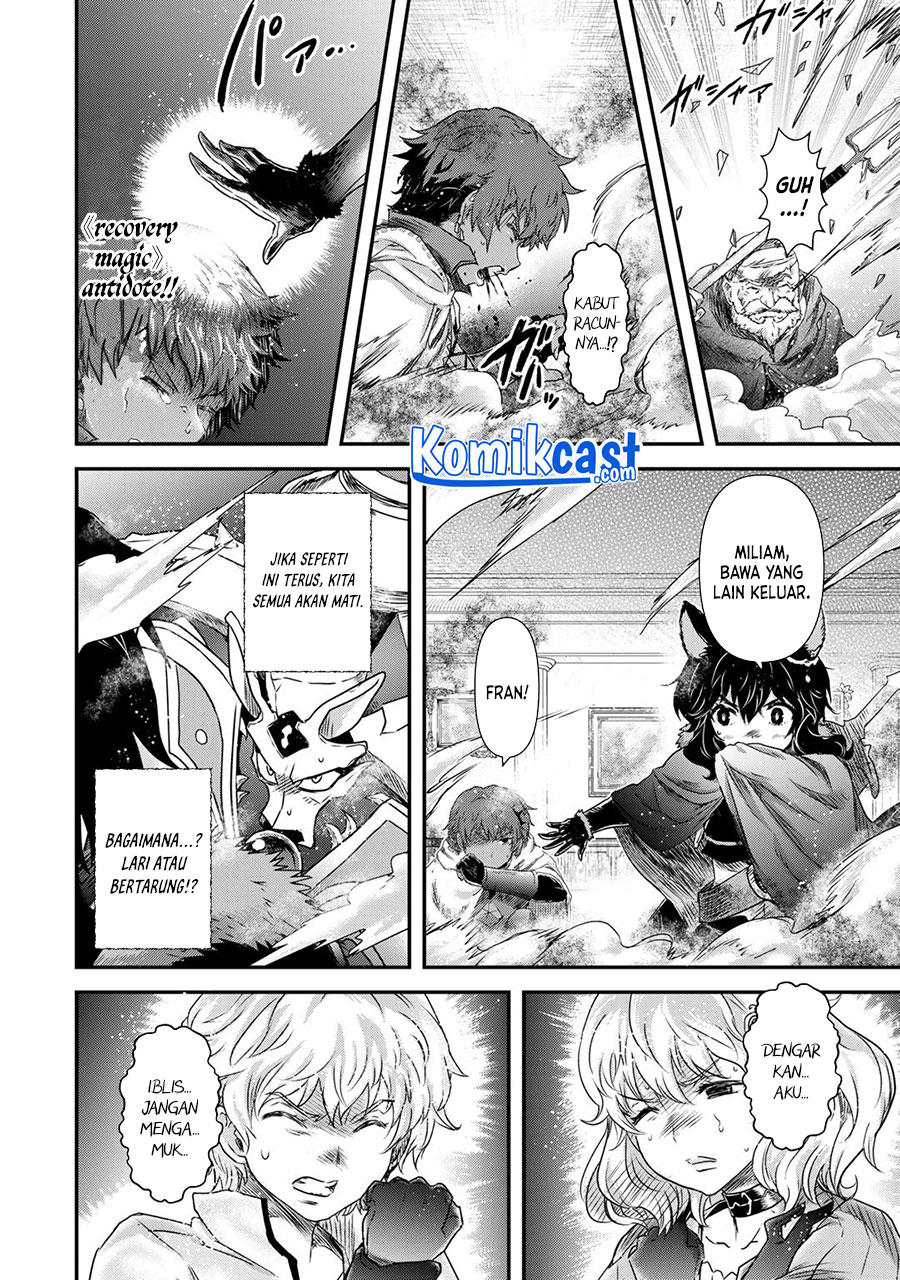 ガシャ
ガシャァ
GUH
...!
KABUT
RACUN-
NYA...!?
ガハッ
パァ...
《recovery
magic》
antidote!!
Komikcast
.com
MILIAM,
BAWA YANG
LAIN KELUAR.
FRAN!
JIKA SEPERTI
INI TERUS, KITA
SEMUA AKAN MATI.
BAGAIMANA...?
LARI ATAU
BERTARUNG!?
DENGAR
KAN...
AKU...
IBLIS...
JANGAN
MENGA...
MUK...